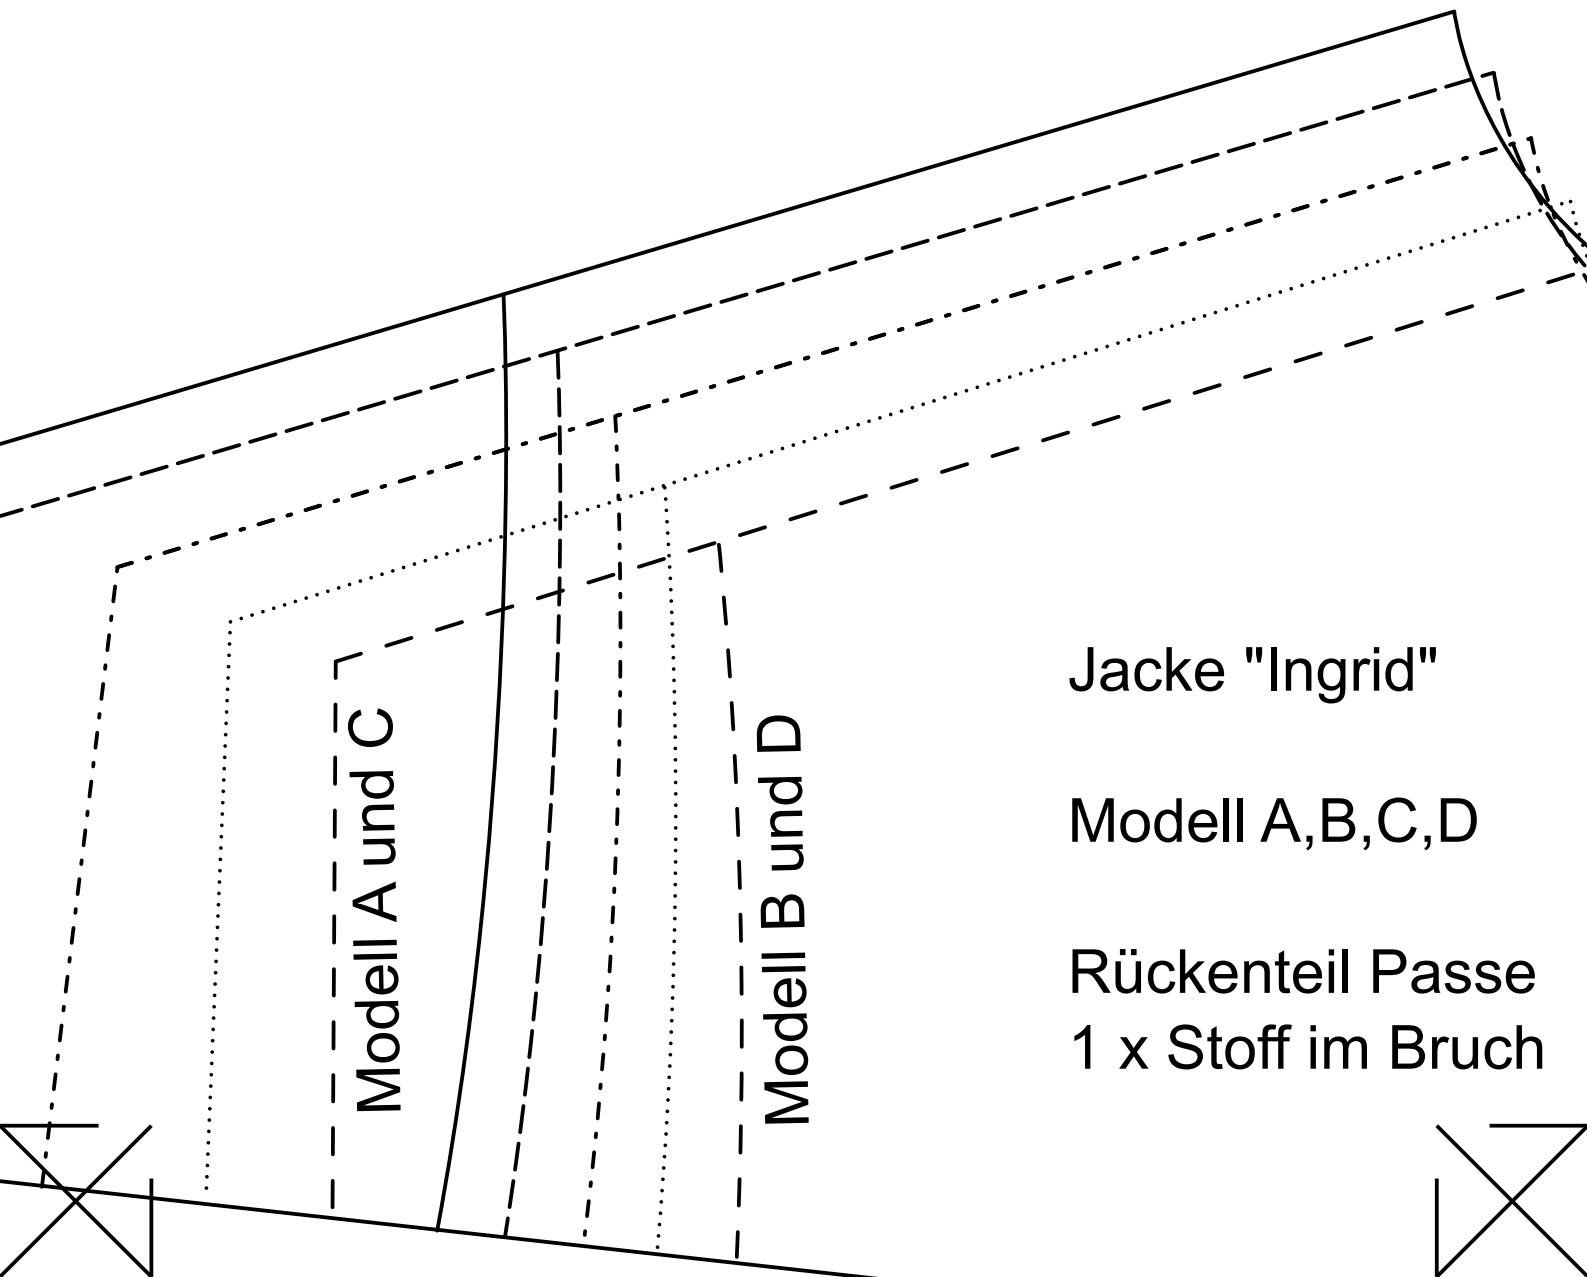 Modell A und C
Modell B und D
Jacke "Ingrid"
Modell A,B,C,D
Rückenteil Passe
1 x Stoff im Bruch